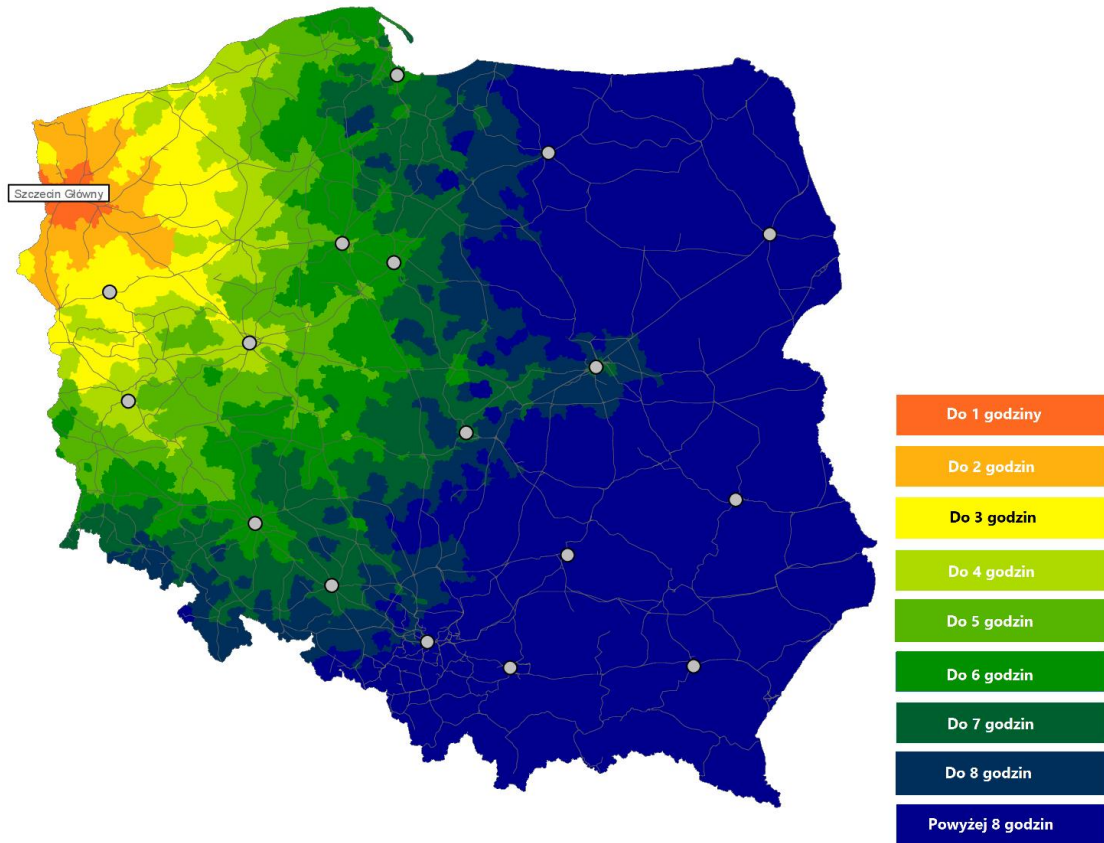 Szczecin Główny
Do 1 godziny
Do 2 godzin
Do 3 godzin
Do 4 godzin
Do 5 godzin
Do 6 godzin
Do 7 godzin
Do 8 godzin
Powyżej 8 godzin